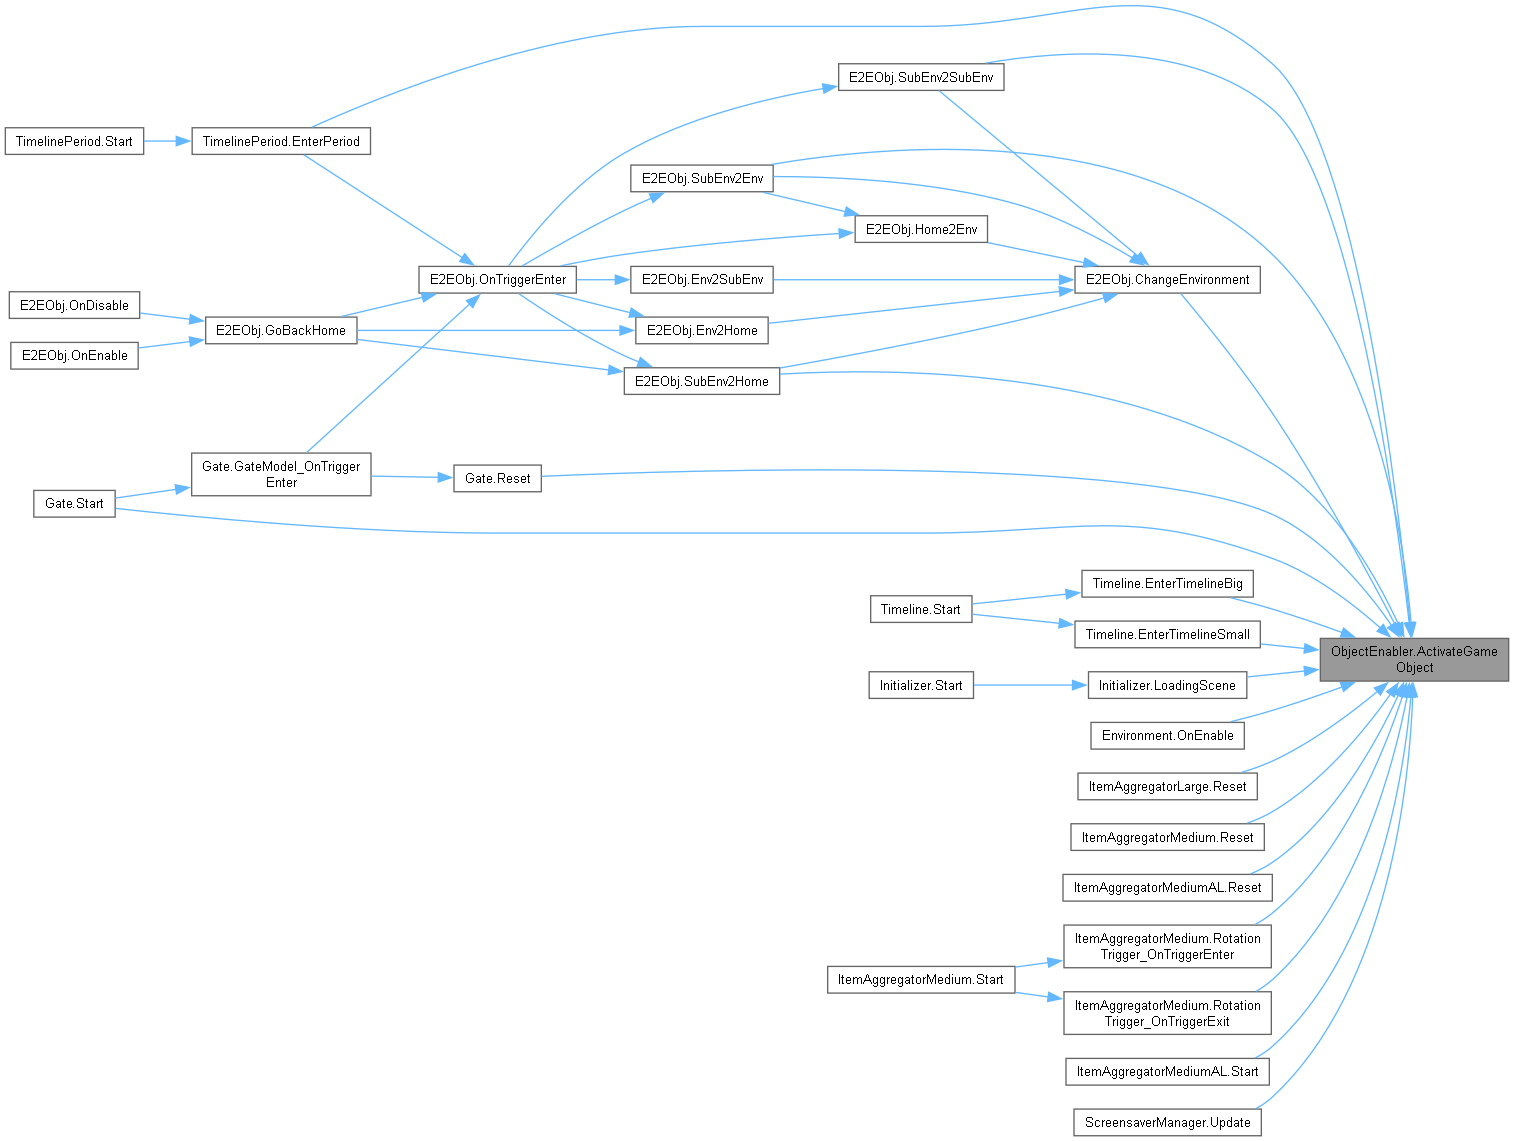 E2EObj.SubEnv2SubEnv
TimelinePeriod.Start
TimelinePeriod.EnterPeriod
E2EObj.SubEnv2Env
E2EObj.Home2Env
E2EObj.OnTriggerEnter
E2EObj.Env2SubEnv
E2EObj.ChangeEnvironment
E2EObj.OnDisable
E2EObj.GoBackHome
E2EObj.Env2Home
E2EObj.OnEnable
E2EObj.SubEnv2Home
Gate.GateModel_OnTrigger
Enter
Gate.Reset
Gate.Start
Timeline.EnterTimelineBig
Timeline.Start
Timeline.EnterTimelineSmall
ObjectEnabler.ActivateGame
Object
Initializer.Start
Initializer.LoadingScene
Environment.OnEnable
ItemAggregatorLarge.Reset
ItemAggregatorMedium.Reset
ItemAggregatorMediumAL.Reset
ItemAggregatorMedium.Rotation
Trigger_OnTriggerEnter
ItemAggregatorMedium.Start
ItemAggregatorMedium.Rotation
Trigger_OnTriggerExit
ItemAggregatorMediumAL.Start
ScreensaverManager.Update